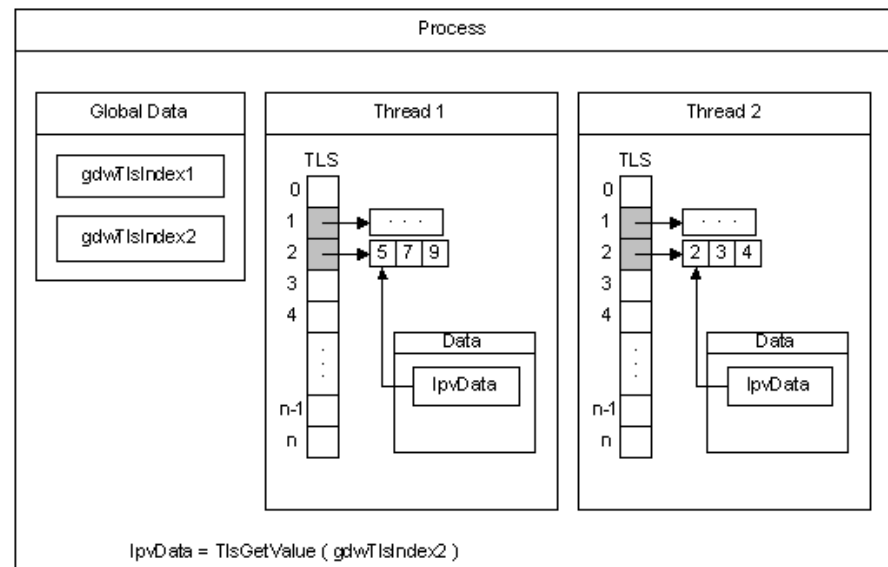 Process
Global Data
gdwTlsIndex1
gdwTlsIndex2
Thread 1
TLS
0
1
. . .
2
5 7 9
3
4
. . .
n-1
n
Data
lpvData
Thread 2
TLS
0
1
. . .
2
2 3 4
3
4
. . .
n-1
n
Data
lpvData
lpvData = TlsGetValue ( gdwTlsIndex2 )